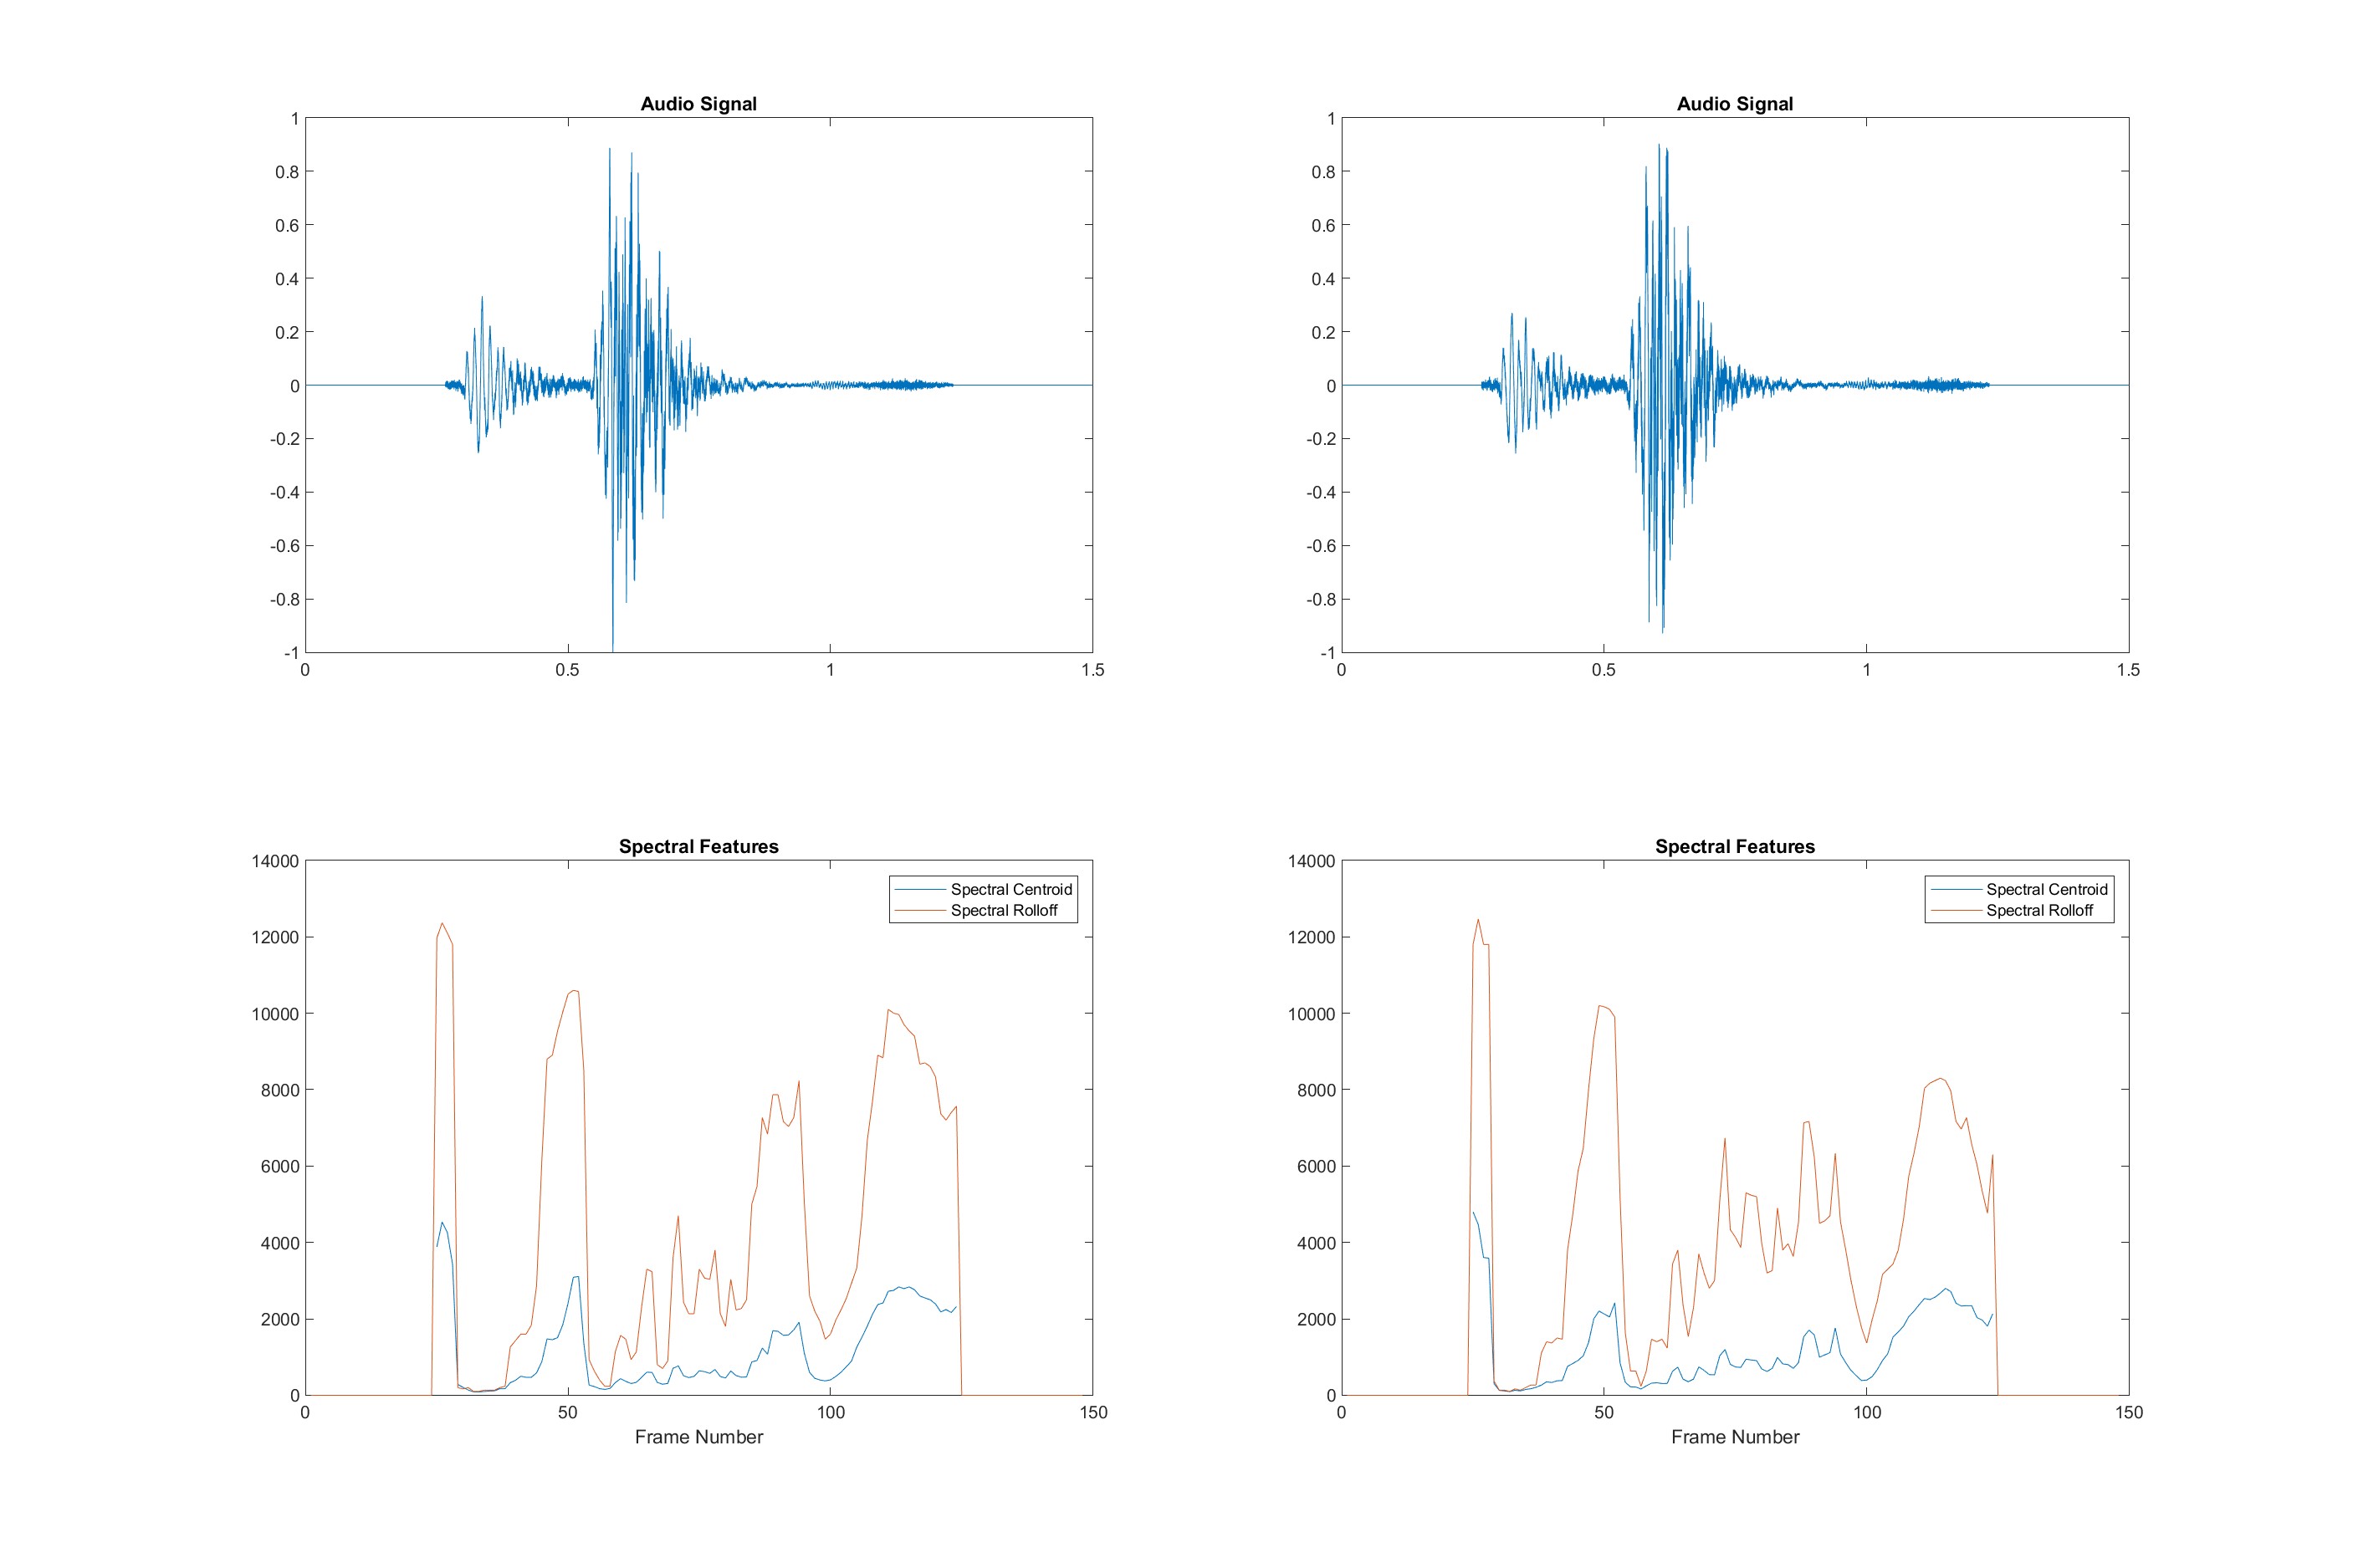 Audio Signal
1
0.8
0.6
0.4
0.2
0
-0.2
-0.4
-0.6
-0.8
-1
0 0.5 1 1.5
Audio Signal
1
0.8
0.6
0.4
0.2
0
-0.2
-0.4
-0.6
-0.8
-1
0 0.5 1 1.5
Spectral Features
14000
12000
10000
8000
6000
4000
2000
0
Spectral Centroid
Spectral Rolloff
0 50 100 150
Frame Number
Spectral Features
14000
12000
10000
8000
6000
4000
2000
0
Spectral Centroid
Spectral Rolloff
0 50 100 150
Frame Number